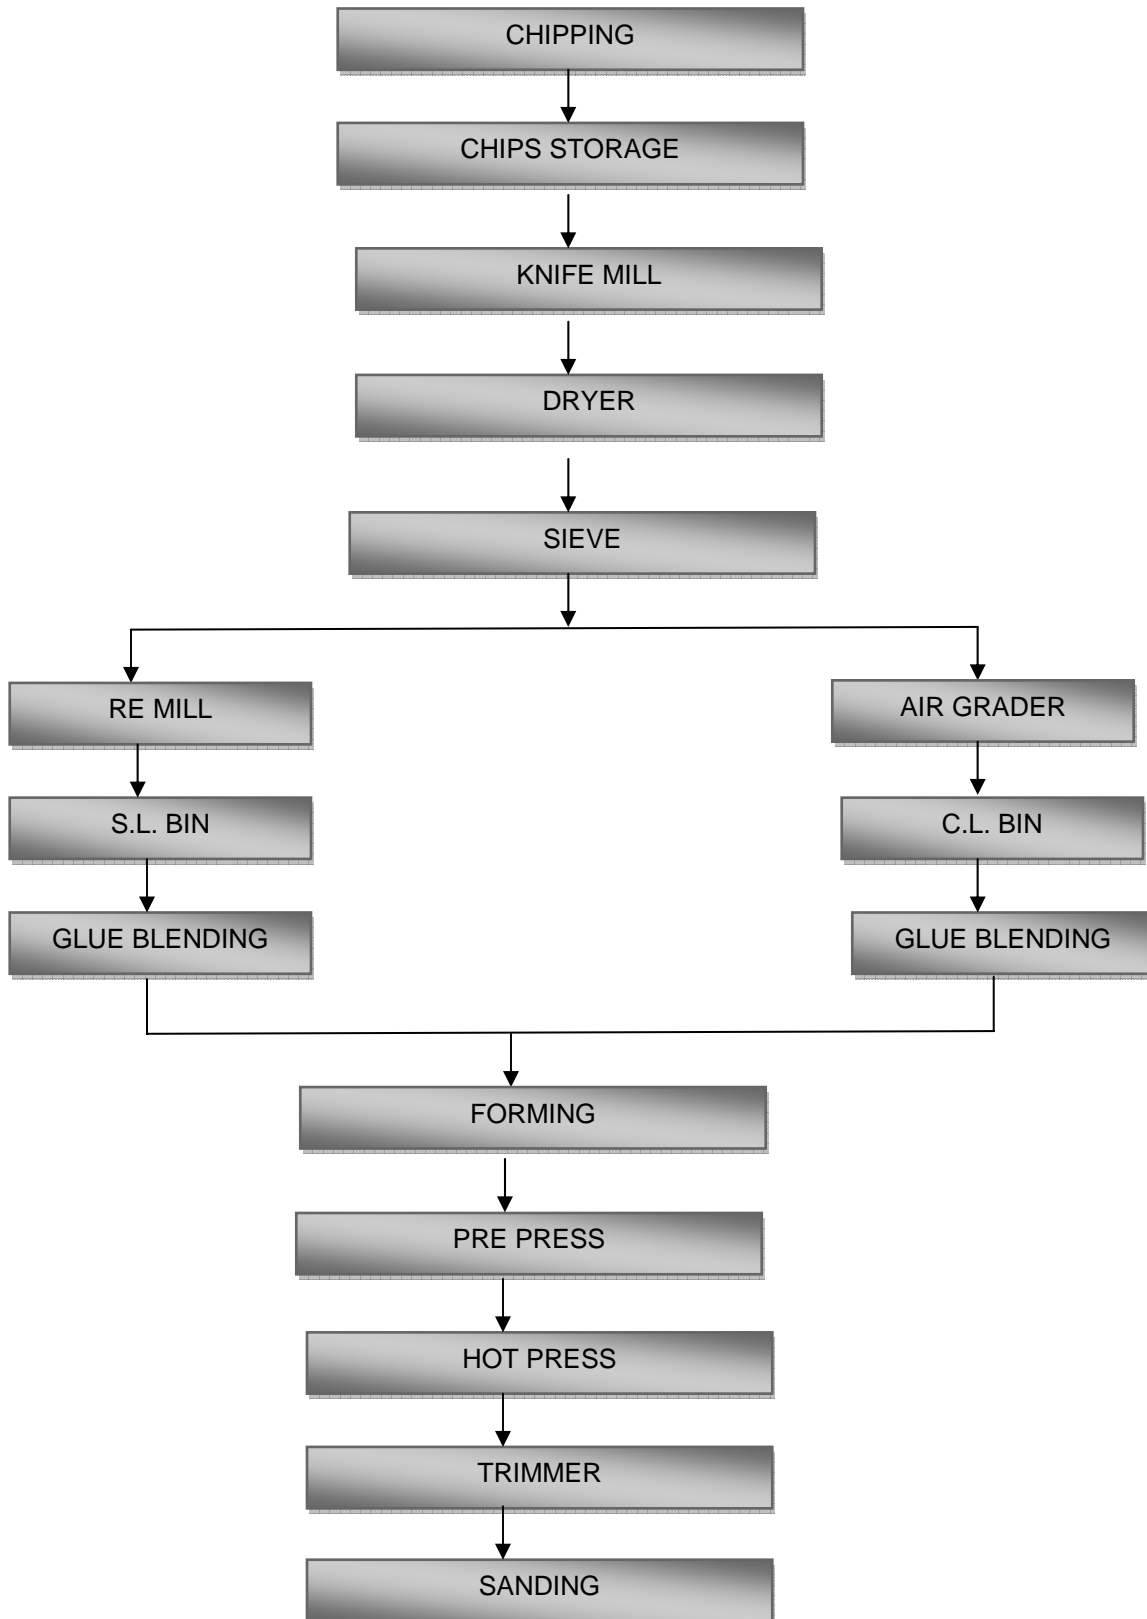 CHIPPING
CHIPS STORAGE
KNIFE MILL
DRYER
SIEVE
RE MILL
AIR GRADER
S.L. BIN
C.L. BIN
GLUE BLENDING
GLUE BLENDING
FORMING
PRE PRESS
HOT PRESS
TRIMMER
SANDING